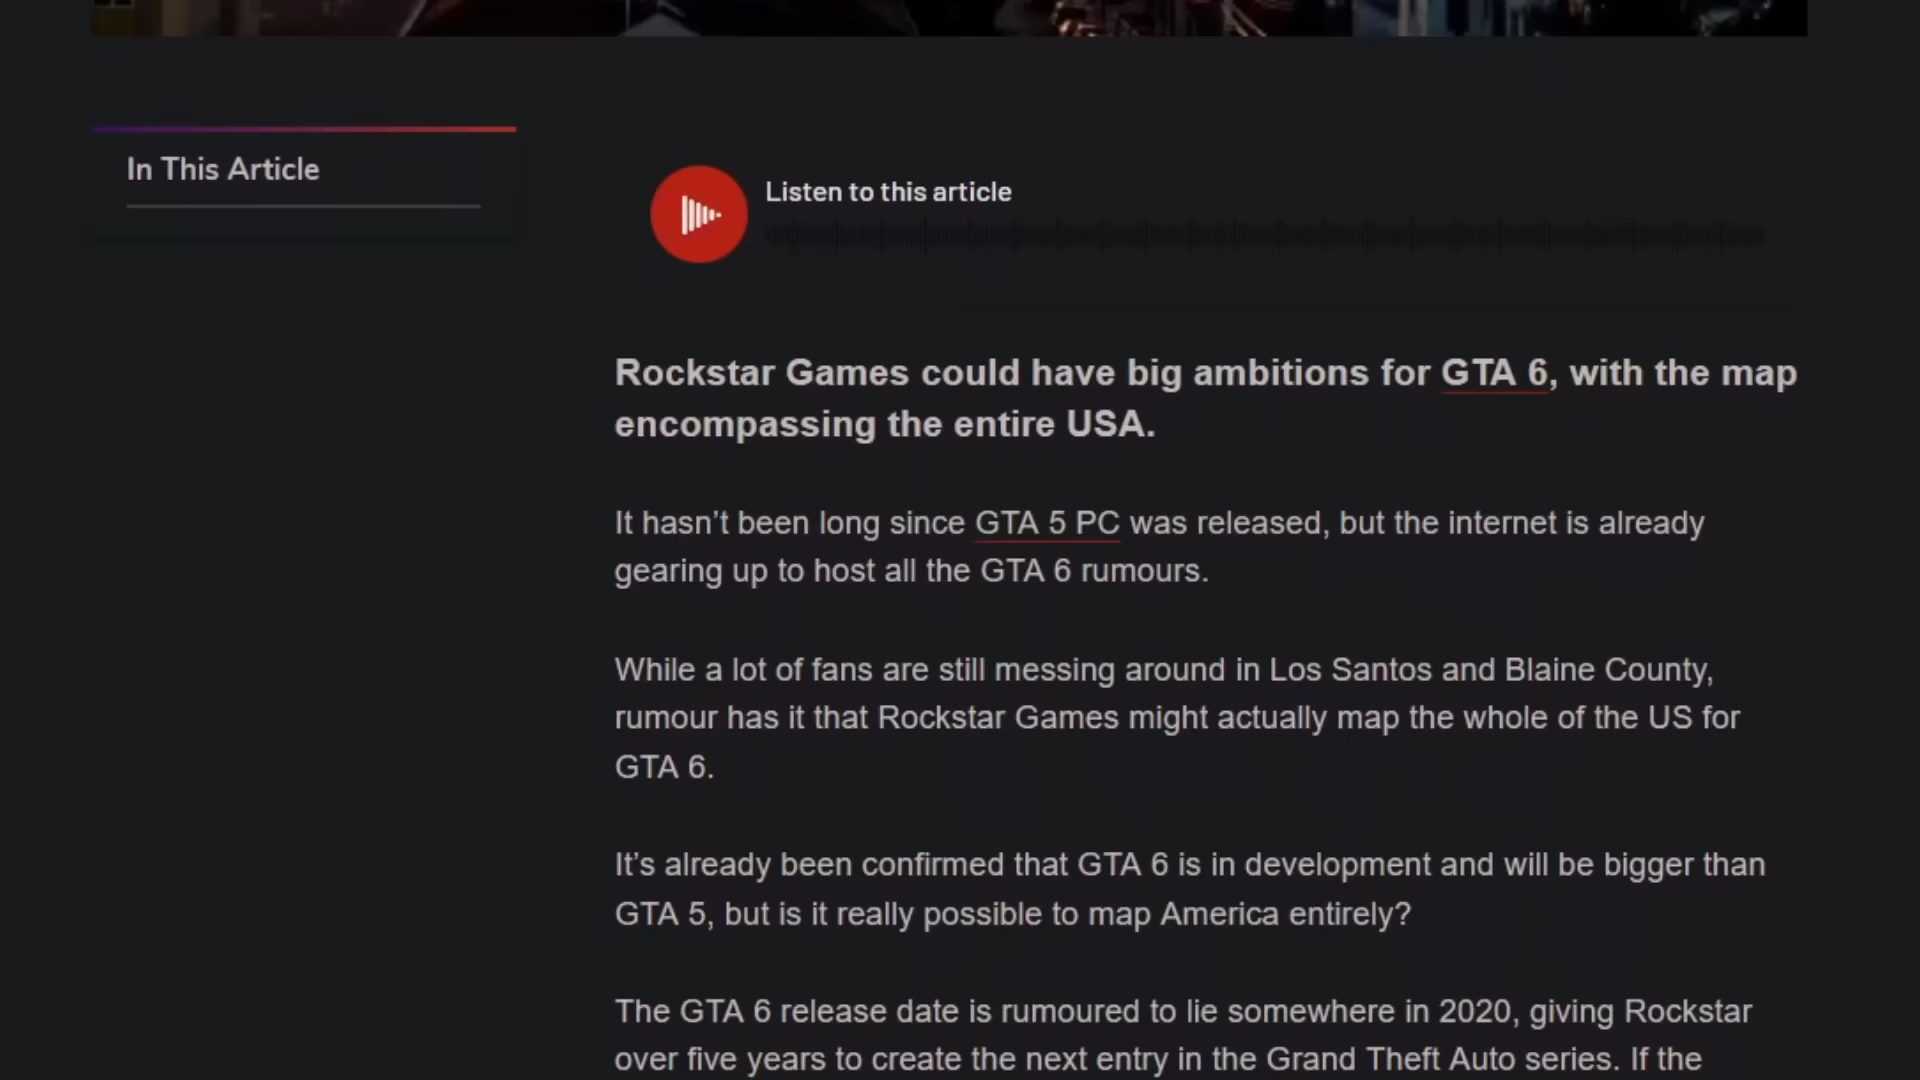 In This Article
Listen to this article
Rockstar Games could have big ambitions for GTA 6, with the map
encompassing the entire USA.
It hasn’t been long since GTA 5 PC was released, but the internet is already
gearing up to host all the GTA 6 rumours.
While a lot of fans are still messing around in Los Santos and Blaine County,
rumour has it that Rockstar Games might actually map the whole of the US for
GTA 6.
It’s already been confirmed that GTA 6 is in development and will be bigger than
GTA 5, but is it really possible to map America entirely?
The GTA 6 release date is rumoured to lie somewhere in 2020, giving Rockstar
over five years to create the next entry in the Grand Theft Auto series. If the